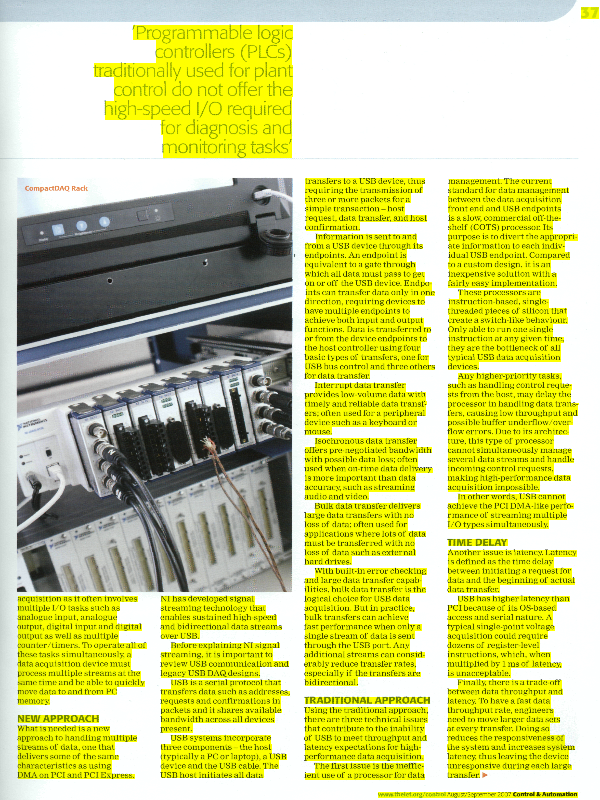 37
'Programmable logic
controllers (PLCs)
traditionally used for plant
control do not offer the
high-speed I/O required
for diagnosis and
monitoring tasks'
CompactDAQ Rack
acquisition as it often involves
multiple I/O tasks such as
analogue input, analogue
output, digital input and digital
output as well as multiple
counter/timers. To operate all of
these tasks simultaneously, a
data acquisition device must
process multiple streams at the
same time and be able to quickly
move data to and from PC
memory.
NEW APPROACH
What is needed is a new
approach to handling multiple
streams of data, one that
delivers some of the same
characteristics as using
DMA on PCI and PCI Express.
NI has developed signal
streaming technology that
enables sustained high-speed
and bidirectional data streams
over USB.
Before explaining NI signal
streaming, it is important to
review USB communication and
legacy USB DAQ designs.
USB is a serial protocol that
transfers data such as addresses,
requests and confirmations in
packets and it shares available
bandwidth across all devices
present.
USB systems incorporate
three components – the host
(typically a PC or laptop), a USB
device and the USB cable. The
USB host initiates all data
transfers to a USB device, thus
requiring the transmission of
three or more packets for a
simple transaction – host
request, data transfer, and host
confirmation.
Information is sent to and
from a USB device through its
endpoints. An endpoint is
equivalent to a gate through
which all data must pass to get
on or off the USB device. Endpo-
ints can transfer data only in one
direction, requiring devices to
have multiple endpoints to
achieve both input and output
functions. Data is transferred to
or from the device endpoints to
the host controller using four
basic types of transfers, one for
USB bus control and three others
for data transfer.
Interrupt data transfer
provides low-volume data with
timely and reliable data transf-
ers; often used for a peripheral
device such as a keyboard or
mouse.
Isochronous data transfer
offers pre-negotiated bandwidth
with possible data loss; often
used when on-time data delivery
is more important than data
accuracy, such as streaming
audio and video.
Bulk data transfer delivers
large data transfers with no
loss of data; often used for
applications where lots of data
must be transferred with no
loss of data such as external
hard drives.
With built-in error checking
and large data transfer capab-
ilities, bulk data transfer is the
logical choice for USB data
acquisition. But in practice,
bulk transfers can achieve
fast performance when only a
single stream of data is sent
through the USB port. Any
additional streams can consid-
erably reduce transfer rates,
especially if the transfers are
bidirectional.
TRADITIONAL APPROACH
Using the traditional approach,
there are three technical issues
that contribute to the inability
of USB to meet throughput and
latency expectations for high-
performance data acquisition.
The first issue is the ineffic-
ient use of a processor for data
management. The current
standard for data management
between the data acquisition
front end and USB endpoints
is a slow, commercial off-the-
shelf (COTS) processor. Its
purpose is to divert the appropri-
ate information to each indiv-
idual USB endpoint. Compared
to a custom design, it is an
inexpensive solution with a
fairly easy implementation.
These processors are
instruction-based, single-
threaded pieces of silicon that
create a switch-like behaviour.
Only able to run one single
instruction at any given time,
they are the bottleneck of all
typical USB data acquisition
devices.
Any higher-priority tasks,
such as handling control reque-
sts from the host, may delay the
processor in handling data trans-
fers, causing low throughput and
possible buffer underflow/over-
flow errors. Due to its architec-
ture, this type of processor
cannot simultaneously manage
several data streams and handle
incoming control requests,
making high-performance data
acquisition impossible.
In other words, USB cannot
achieve the PCI DMA-like perfo-
rmance of streaming multiple
I/O types simultaneously.
TIME DELAY
Another issue is latency. Latency
is defined as the time delay
between initiating a request for
data and the beginning of actual
data transfer.
USB has higher latency than
PCI because of its OS-based
access and serial nature. A
typical single-point voltage
acquisition could require
dozens of register-level
instructions, which, when
multiplied by 1 ms of latency,
is unacceptable.
Finally, there is a trade-off
between data throughput and
latency. To have a fast data
throughput rate, engineers
need to move larger data sets
at every transfer. Doing so
reduces the responsiveness of
the system and increases system
latency, thus leaving the device
unresponsive during each large
transfer. ▶
www.theiet.org/control August/September 2007 Control & Automation